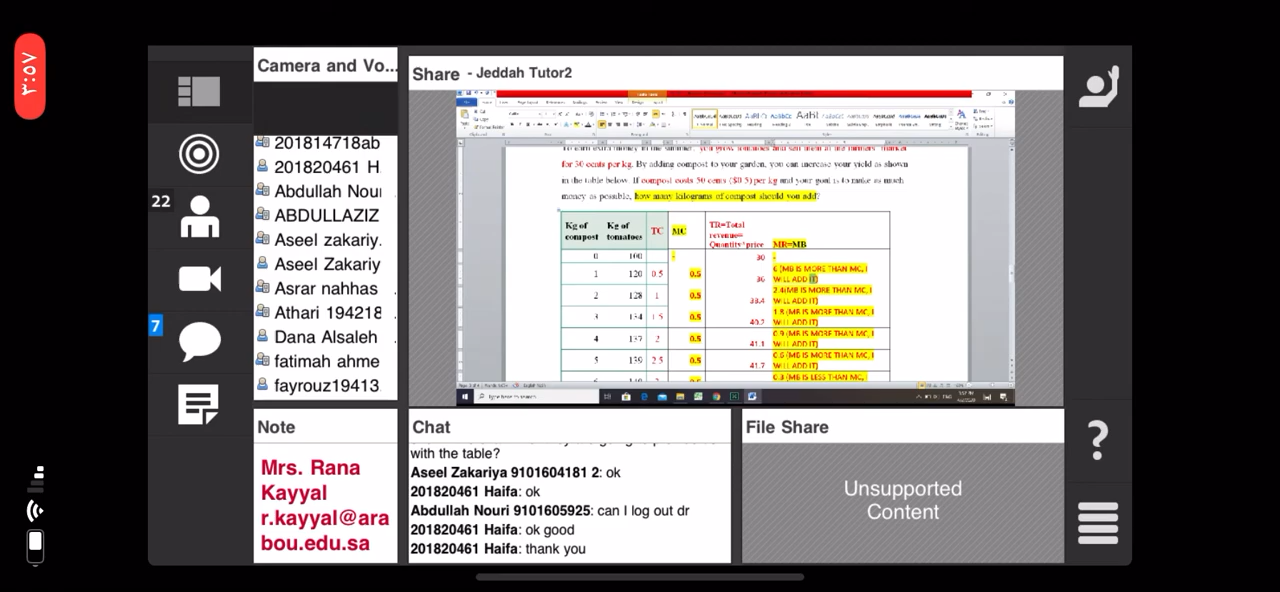 ٣:٥٧
Camera and Vo...
201814718ab
201820461 H
Abdullah Nour
ABDULLAZIZ
Aseel zakariy.
Aseel Zakariy
Asrar nahhas
Athari 194218
Dana Alsaleh
fatimah ahme
fayrouz19413
22
7
Share - Jeddah Tutor2
for 30 cents per kg. By adding compost to your garden, you can increase your yield as shown
in the table below. If compost costs 50 cents ($0.5) per kg and your goal is to make as much
money as possible, how many kilograms of compost should you add?
Kg of compost Kg of tomatoes TC MC TR=Total revenue= Quantity*price MR=MB
0 100 - 30 -
1 120 0.5 0.5 36 6 (MB IS MORE THAN MC, I WILL ADD IT)
2 128 1 0.5 38.4 2.4(MB IS MORE THAN MC, I WILL ADD IT)
3 134 1.5 0.5 40.2 1.8 (MB IS MORE THAN MC, I WILL ADD IT)
4 137 2 0.5 41.1 0.9 (MB IS MORE THAN MC, I WILL ADD IT)
5 139 2.5 0.5 41.7 0.6 (MB IS MORE THAN MC, I WILL ADD IT)
0.3 (MB IS LESS THAN MC,
Type here to search
Note
Mrs. Rana
Kayyal
r.kayyal@ara
bou.edu.sa
Chat
with the table?
Aseel Zakariya 9101604181 2: ok
201820461 Haifa: ok
Abdullah Nouri 9101605925: can I log out dr
201820461 Haifa: ok good
201820461 Haifa: thank you
File Share
Unsupported
Content
?